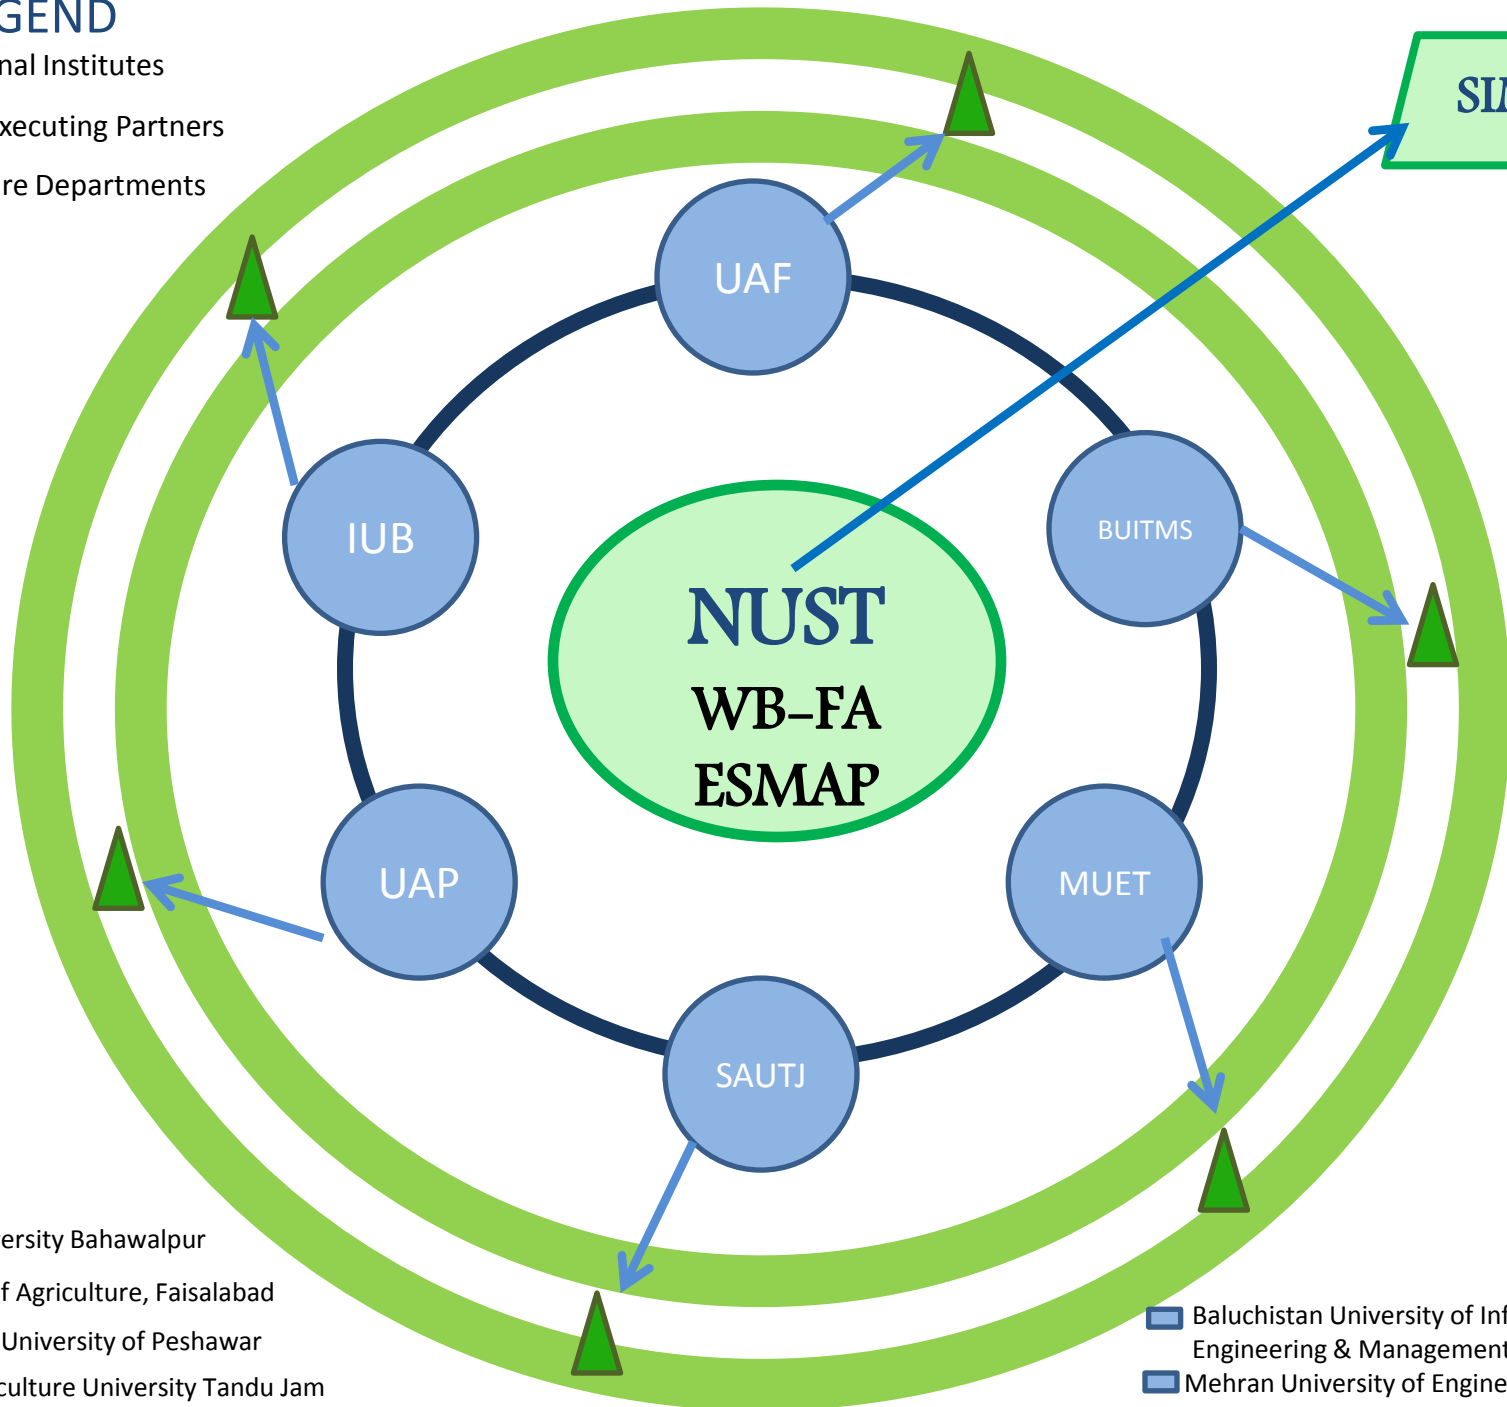 GEND
nal Institutes
xecuting Partners
re Departments
UAF
IUB
BUITMS
NUST
WB-FA
ESMAP
UAP
MUET
SAUTJ
ersity Bahawalpur
f Agriculture, Faisalabad
University of Peshawar
culture University Tandu Jam
Baluchistan University of Inf
Engineering & Management
Mehran University of Engine